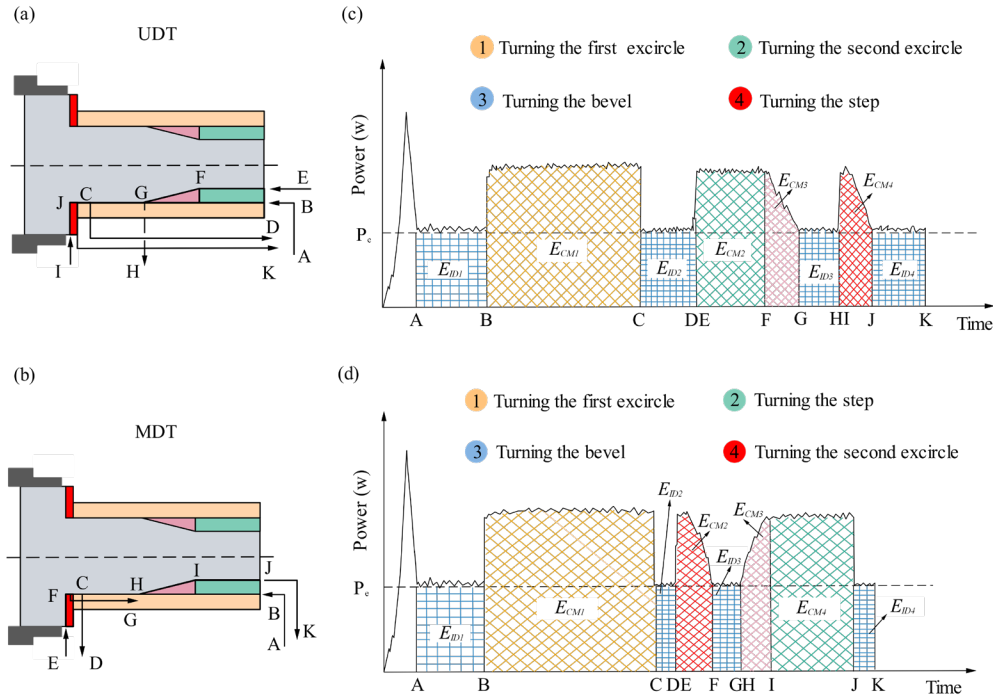 (a)
UDT
J C G F E
B
D
A
I H K
(b)
MDT
C H I J
F
G B
K
A
E D
(c)
1 Turning the first excircle
2 Turning the second excircle
3 Turning the bevel
4 Turning the step
Power (w)
Pe
EID1
ECM1
EID2
ECM2
ECM3
EID3
ECM4
EID4
A B C DE F G HI J K Time
(d)
1 Turning the first excircle
2 Turning the step
3 Turning the bevel
4 Turning the second excircle
Power (w)
Pe
EID1
ECM1
EID2
ECM2
EID3
ECM3
ECM4
EID4
A B C DE F GH I J K Time